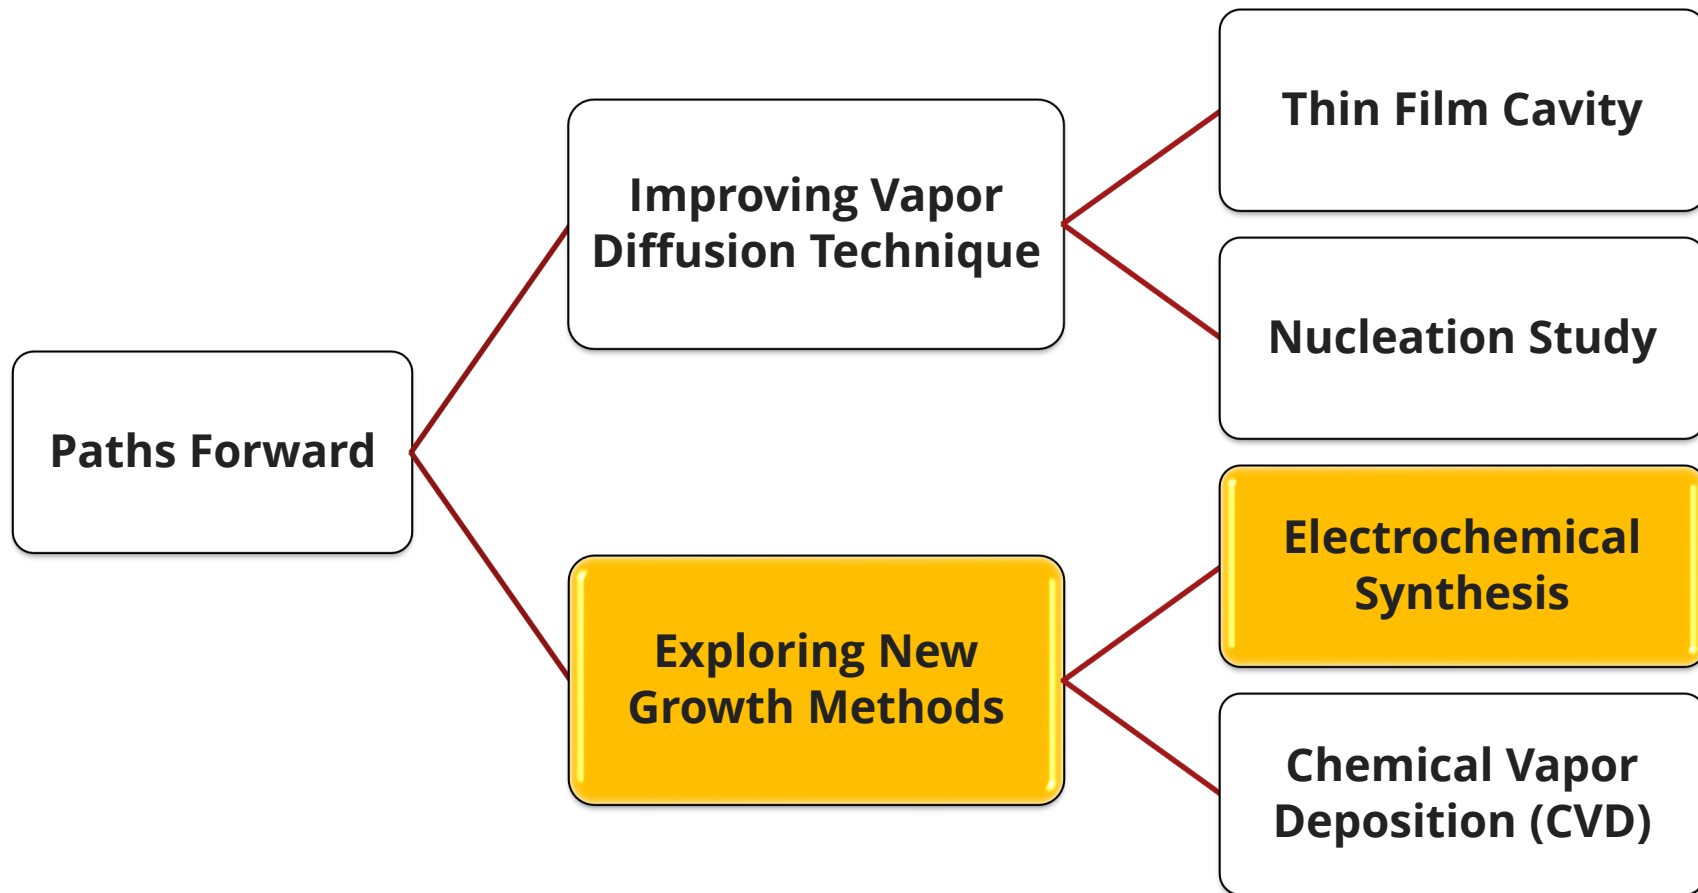 Paths Forward
Improving Vapor
Diffusion Technique
Thin Film Cavity
Nucleation Study
Exploring New
Growth Methods
Electrochemical
Synthesis
Chemical Vapor
Deposition (CVD)